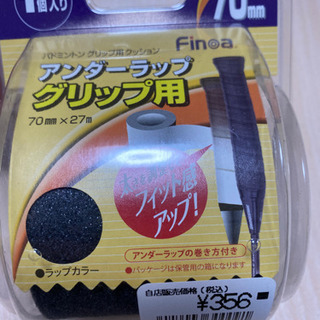 個入り
70mm
バドミントン グリップ用 クッション
Finoa
アンダーラップ
グリップ用
70mm×27m
フィット感
アップ!
アンダーラップの巻き方付き
●ラップカラー
●パッケージは保管用の箱になります
自店販売価格(税込)
¥356